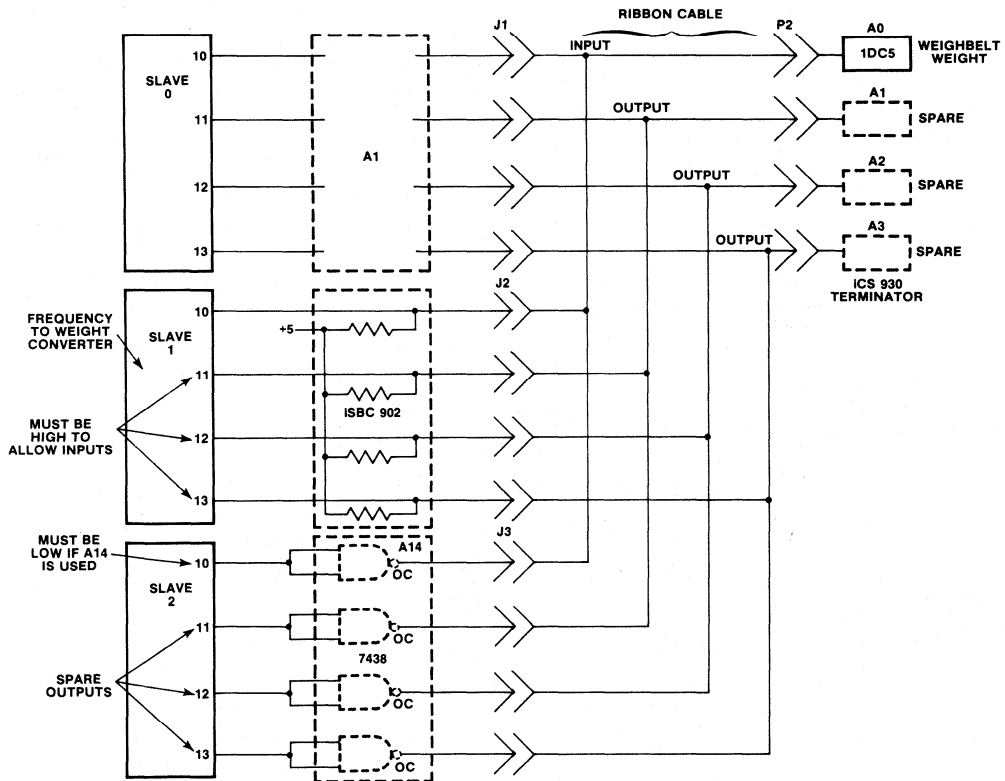 RIBBON CABLE
J1
P2
A0
10
INPUT
1DC5
WEIGHBELT
WEIGHT
SLAVE
0
A1
11
OUTPUT
SPARE
A1
12
OUTPUT
A2
SPARE
13
OUTPUT
A3
SPARE
iCS 930
TERMINATOR
J2
FREQUENCY
TO WEIGHT
CONVERTER
10
SLAVE
1
+5
11
iSBC 902
MUST BE
HIGH TO
ALLOW INPUTS
12
13
MUST BE
LOW IF A14
IS USED
A14
J3
10
OC
SLAVE
2
11
OC
7438
SPARE
OUTPUTS
12
OC
13
OC